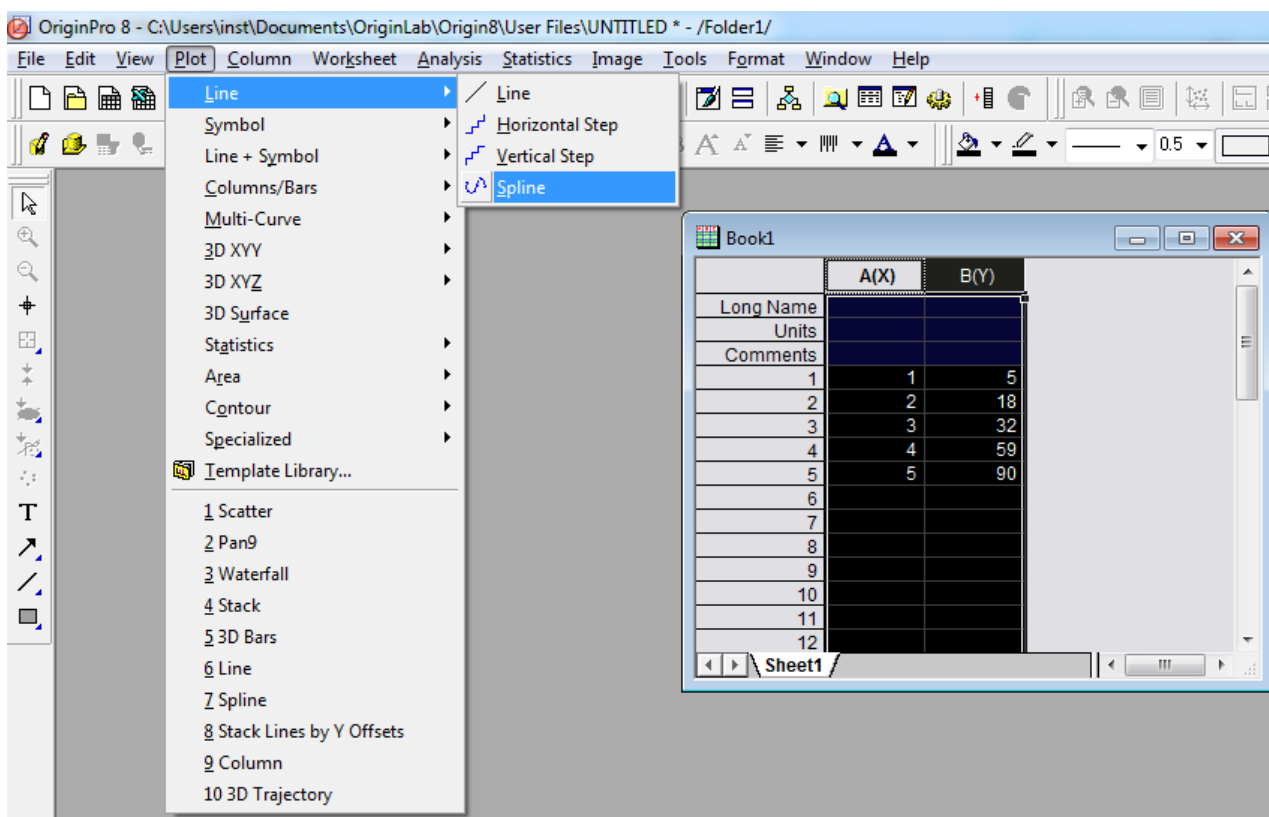 OriginPro 8 - C:\Users\inst\Documents\OriginLab\Origin8\User Files\UNTITLED * - /Folder1/
File Edit View Plot Column Worksheet Analysis Statistics Image Tools Format Window Help
Line
Symbol
Line + Symbol
Columns/Bars
Multi-Curve
3D XYY
3D XYZ
3D Surface
Statistics
Area
Contour
Specialized
Template Library...
1 Scatter
2 Pan9
3 Waterfall
4 Stack
5 3D Bars
6 Line
7 Spline
8 Stack Lines by Y Offsets
9 Column
10 3D Trajectory
Line
Horizontal Step
Vertical Step
Spline
0.5
T
Book1
A(X) B(Y)
Long Name
Units
Comments
1 1 5
2 2 18
3 3 32
4 4 59
5 5 90
6
7
8
9
10
11
12
Sheet1